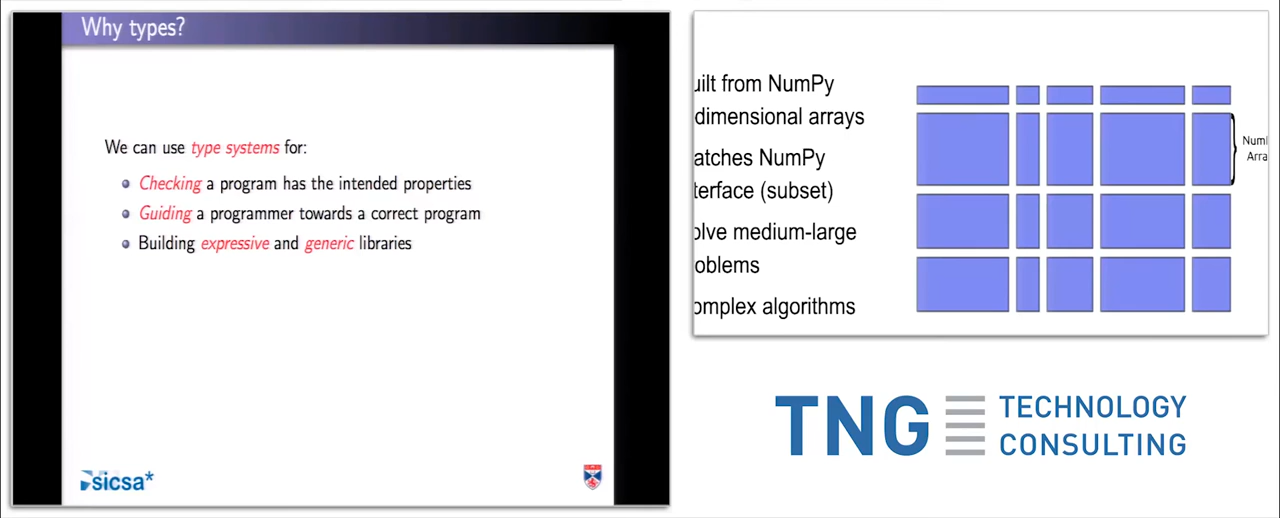 Why types?
We can use type systems for:
Checking a program has the intended properties
Guiding a programmer towards a correct program
Building expressive and generic libraries
sicsa*
uilt from NumPy
dimensional arrays
atches NumPy
terface (subset)
olve medium-large
oblems
omplex algorithms
Num
Arra
TNG TECHNOLOGY
CONSULTING